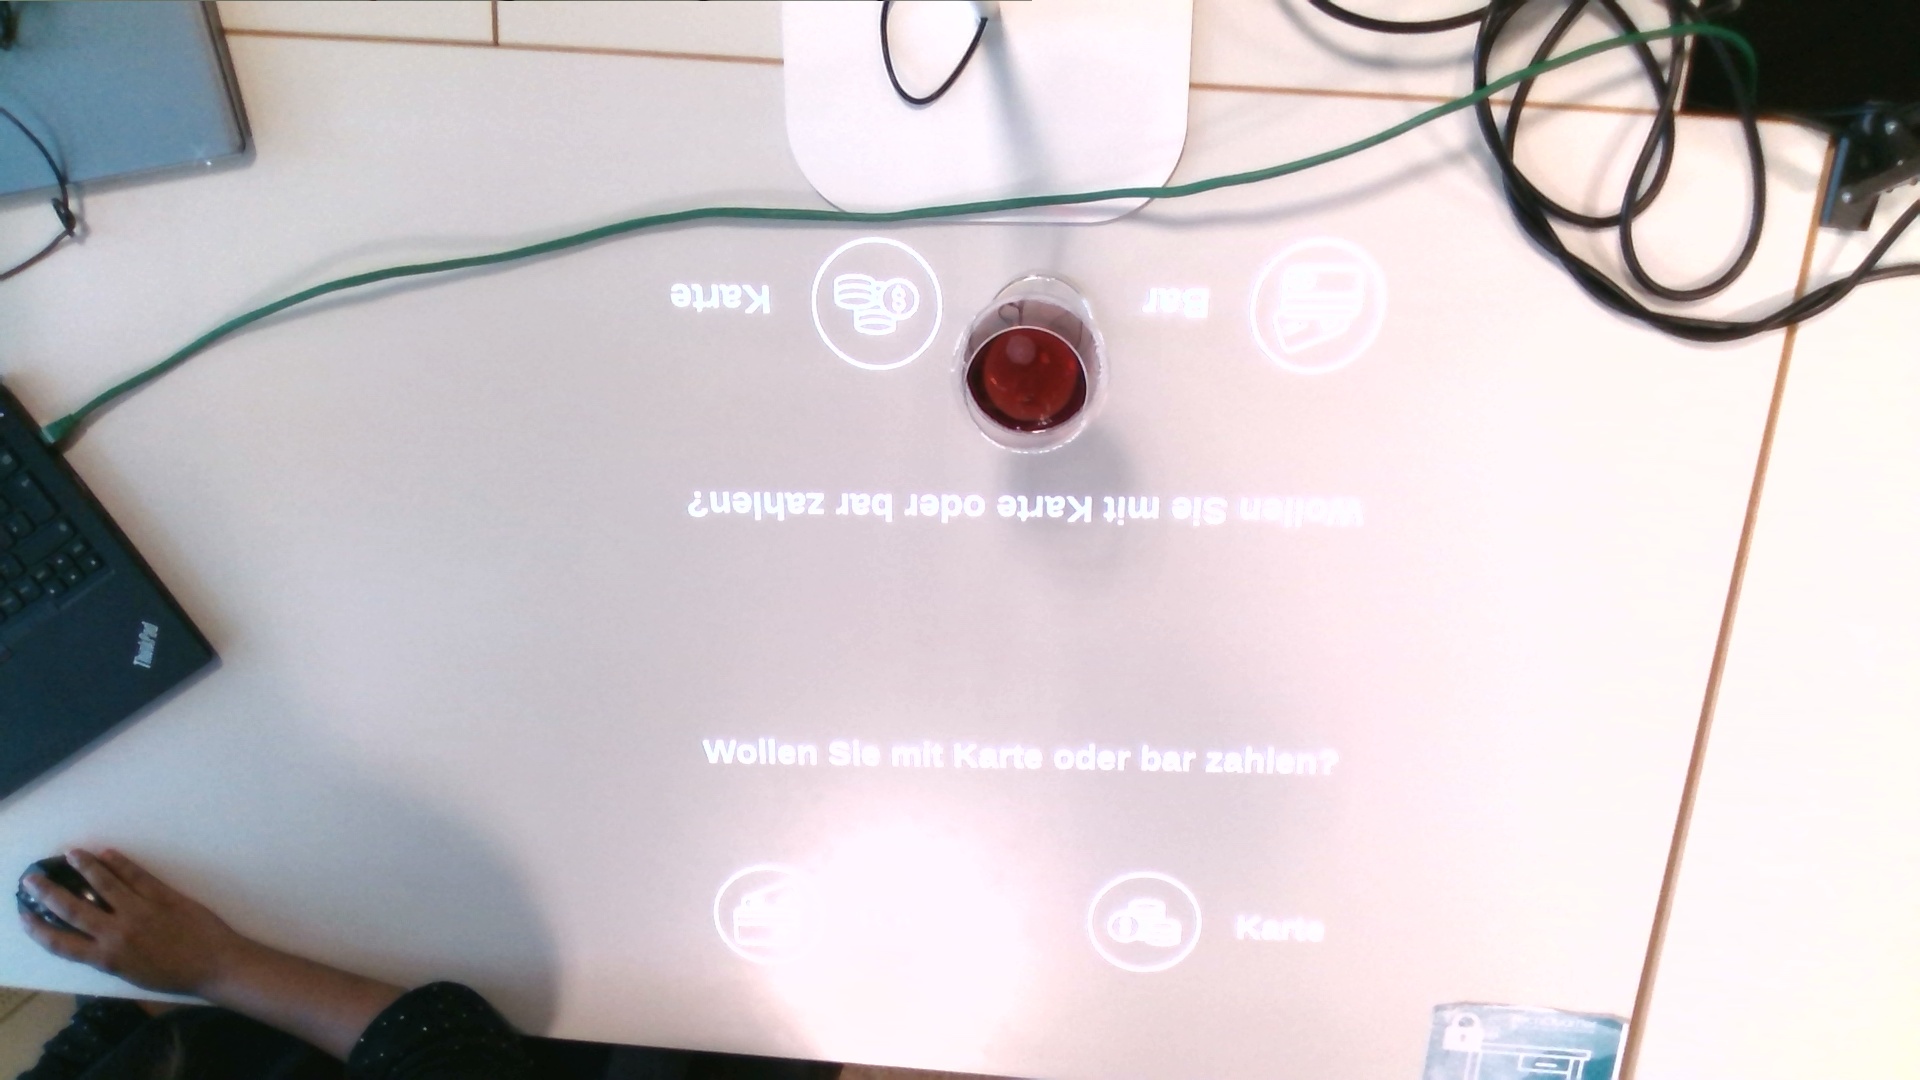 Karte
Bar
Wollen Sie mit Karte oder bar zahlen?
ThinkPad
Wollen Sie mit Karte oder bar zahlen?
Karte